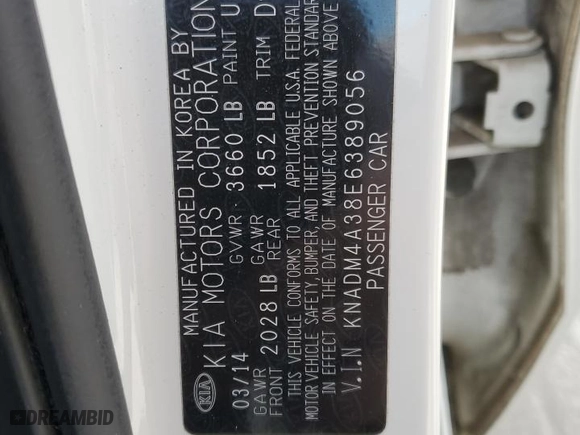 KIA
MANUFACTURED IN KOREA BY
KIA MOTORS CORPORATION
03/14 GVWR: 3660 LB PAINT U
GAWR FRONT 2028 LB GAWR REAR 1852 LB TRIM D
THIS VEHICLE CONFORMS TO ALL APPLICABLE U.S.A. FEDERAL
MOTOR VEHICLE SAFETY, BUMPER, AND THEFT PREVENTION STANDAR
IN EFFECT ON THE DATE OF MANUFACTURE SHOWN ABOVE
V.I.N KNADM4A38E6389056
PASSENGER CAR
DREAMBID